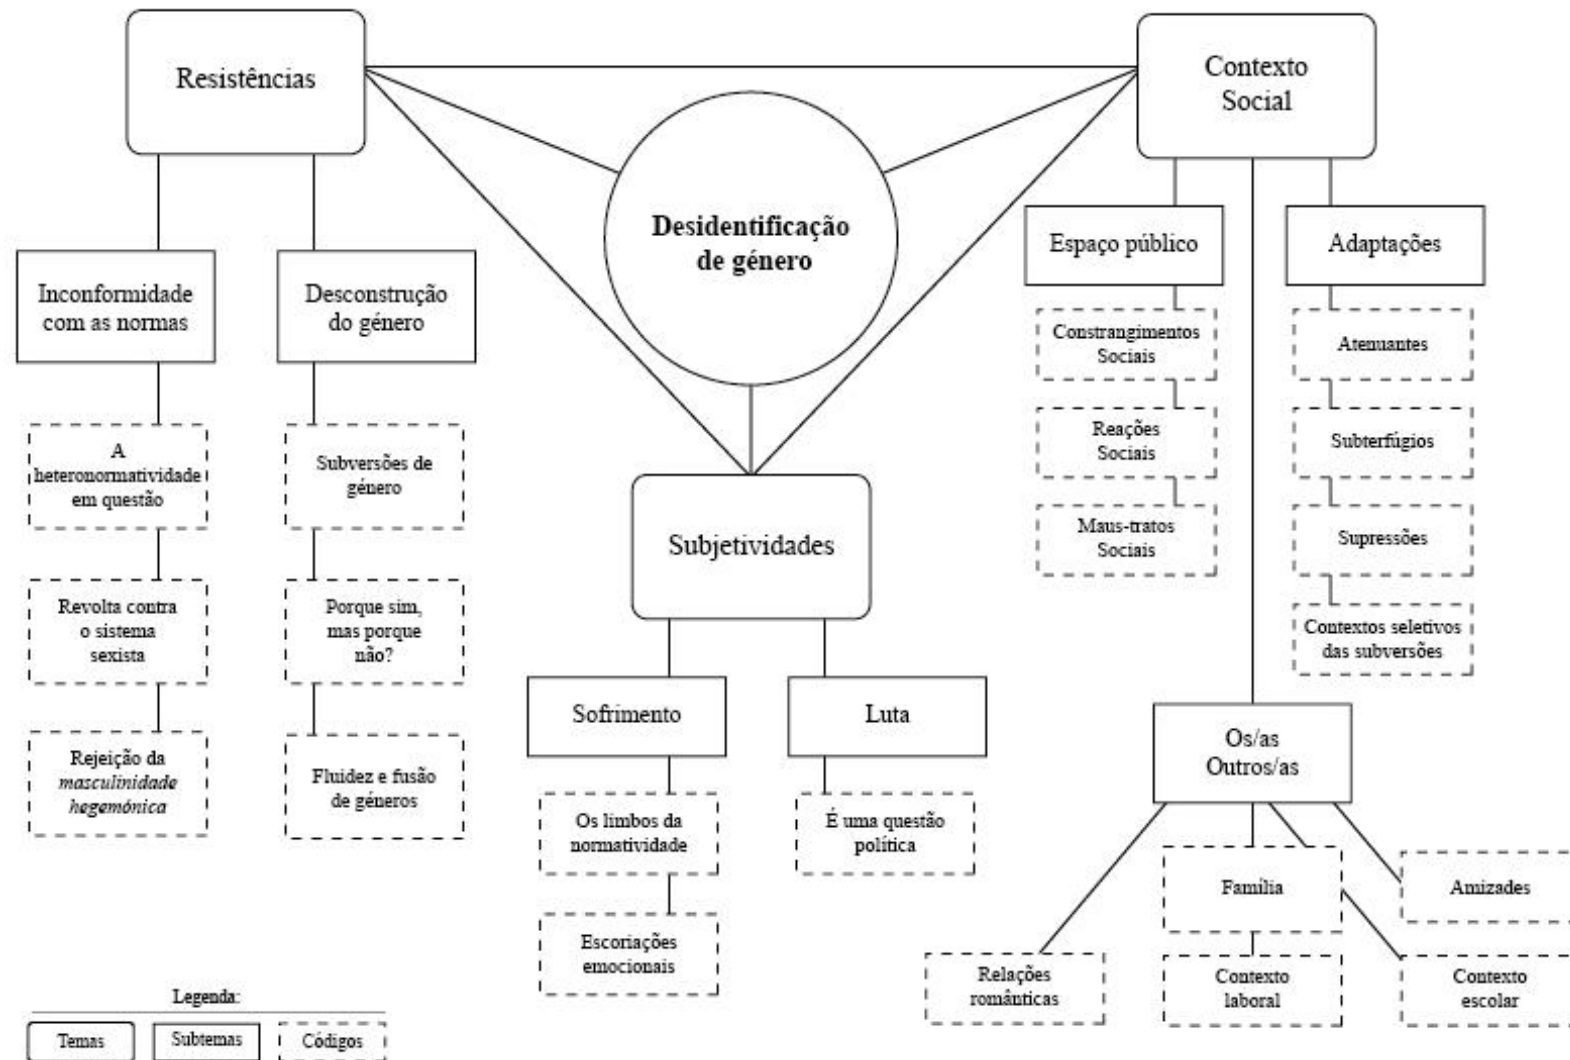 Resistências
Contexto
Social
Desidentificação
de género
Espaço público
Adaptações
Inconformidade
com as normas
Desconstrução
do género
Constrangimentos
Sociais
Atenuantes
A
heteronormatividade
em questão
Subversões de
género
Reações
Sociais
Subterfúgios
Subjetividades
Maus-tratos
Sociais
Supressões
Revolta contra
o sistema
sexista
Porque sim,
mas porque
não?
Contextos seletivos
das subversões
Sofrimento
Luta
Os/as
Outros/as
Rejeição da
masculinidade
hegemónica
Fluidez e fusão
de géneros
Os limbos da
normatividade
É uma questão
política
Família
Amizades
Escoriações
emocionais
Relações
românticas
Contexto
laboral
Contexto
escolar
Legenda:
Temas
Subtemas
Códigos